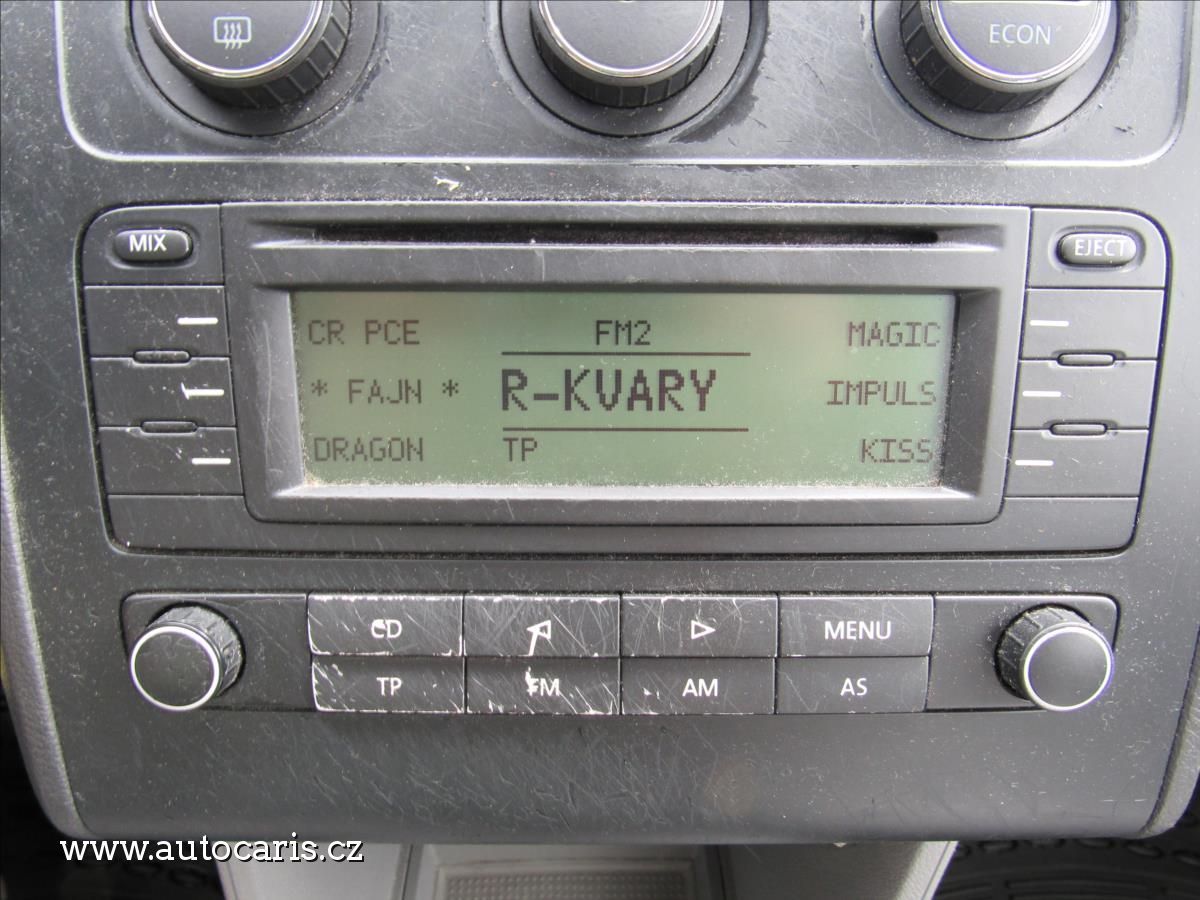 ECON
MIX
EJECT
CR PCE FM2 MAGIC
* FAJN * R-KVARY IMPULS
DRAGON TP KISS
CD MENU
TP FM AM AS
www.autocaris.cz